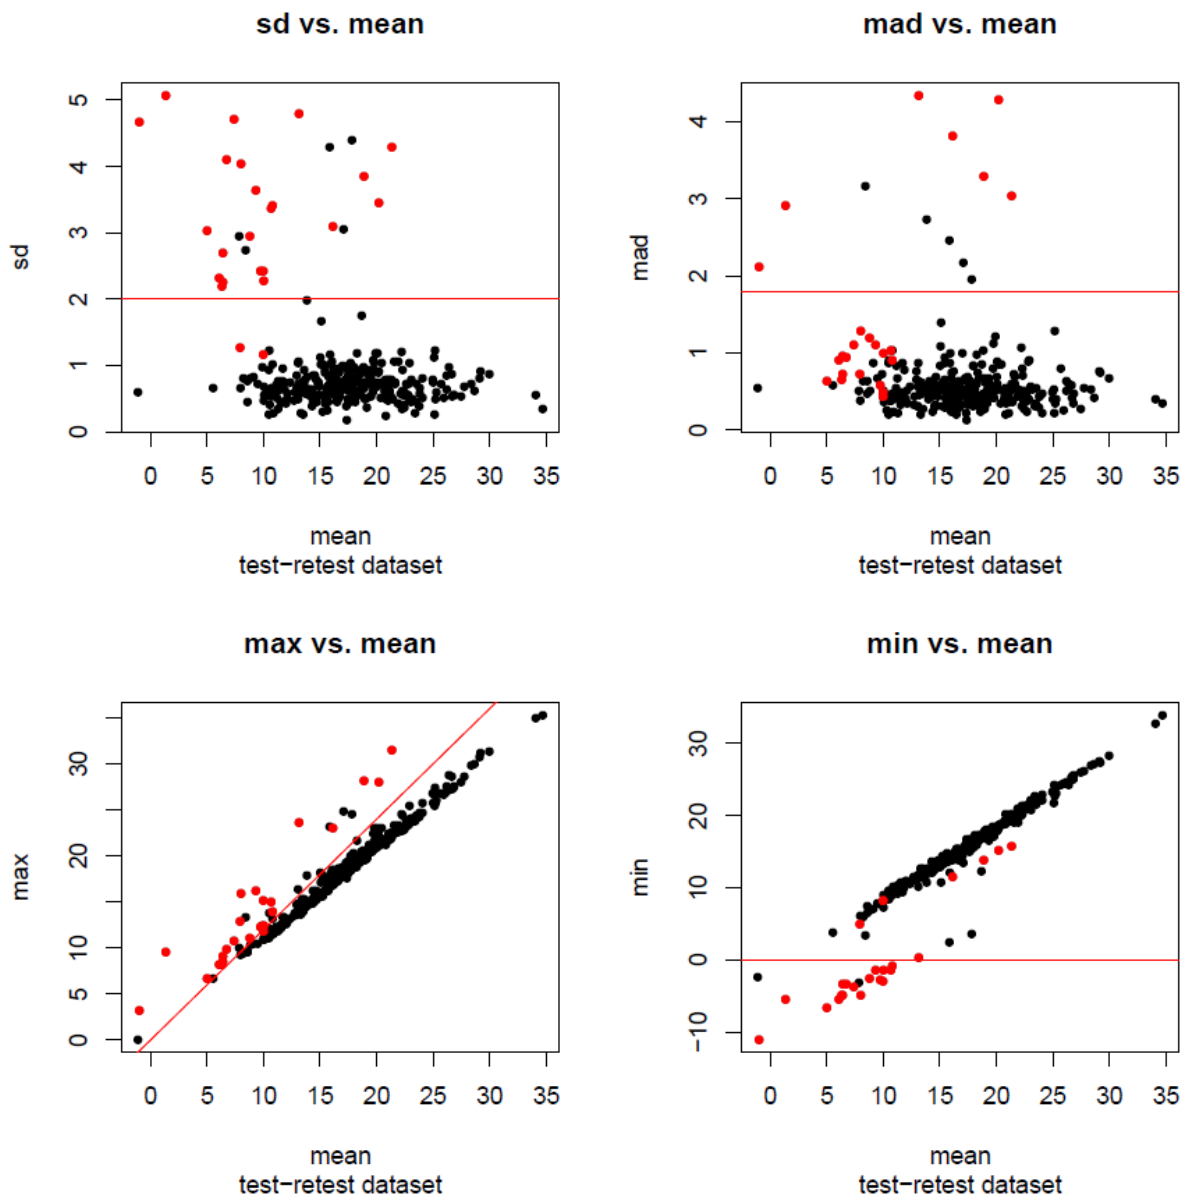 sd vs. mean
sd
5
4
3
2
1
0
0 5 10 15 20 25 30 35
mean
test−retest dataset
mad vs. mean
mad
4
3
2
1
0
0 5 10 15 20 25 30 35
mean
test−retest dataset
max vs. mean
max
30
20
10
5
0
0 5 10 15 20 25 30 35
mean
test−retest dataset
min vs. mean
min
30
20
10
0
−10
0 5 10 15 20 25 30 35
mean
test−retest dataset